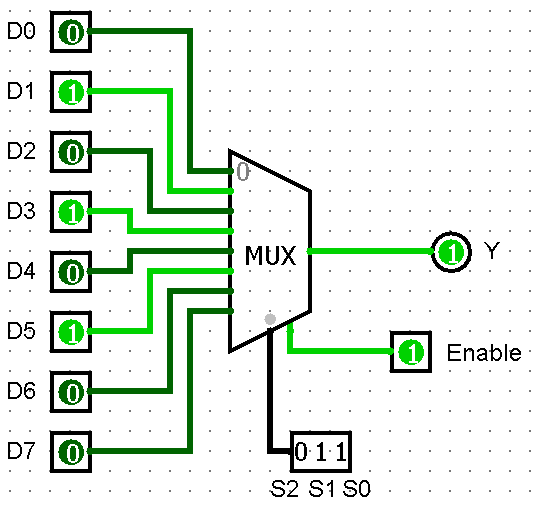 D0 0
D1 1
D2 0
D3 1
0
MUX
1 Y
D4 0
D5 1
1 Enable
D6 0
D7 0
0 1 1
S2 S1 S0